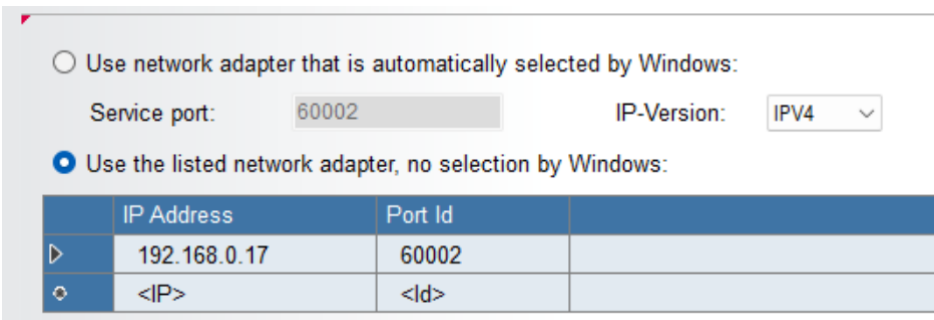 Use network adapter that is automatically selected by Windows:
Service port: 60002 IP-Version: IPV4
Use the listed network adapter, no selection by Windows:
IP Address Port Id
192.168.0.17 60002
<IP> <Id>